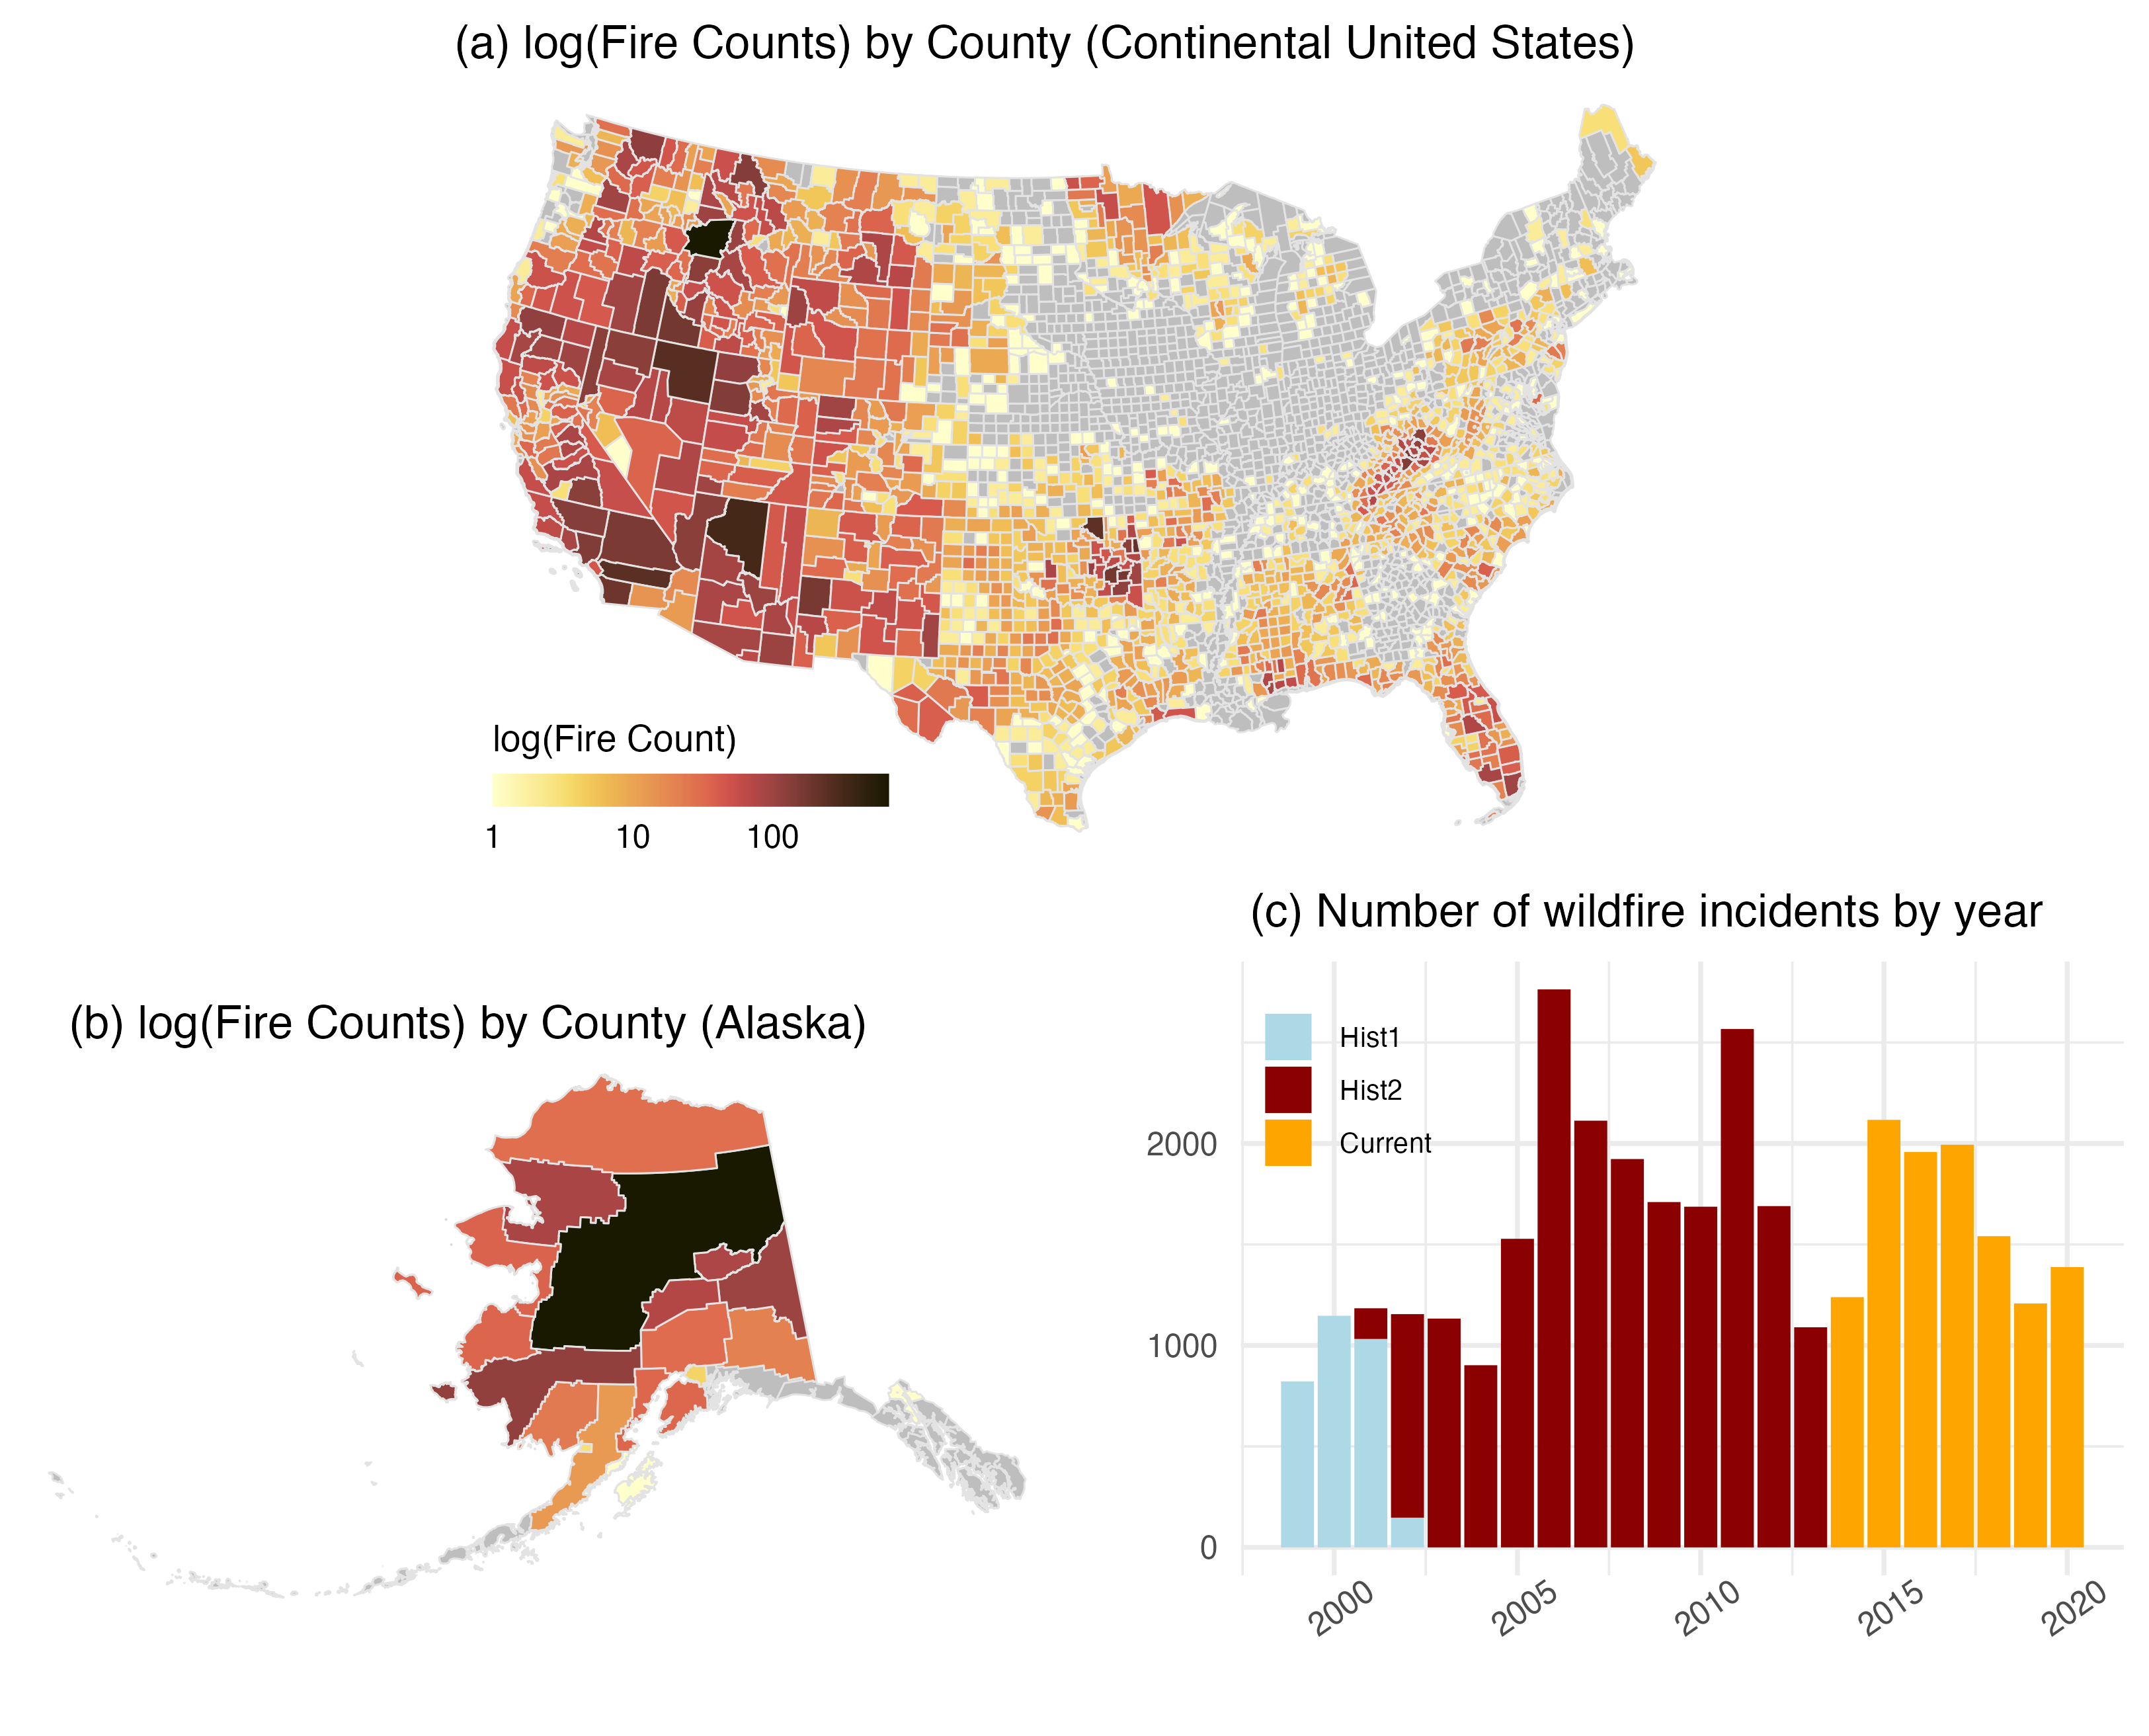 (a) log(Fire Counts) by County (Continental United States)
log(Fire Count)
1 10 100
(b) log(Fire Counts) by County (Alaska)
(c) Number of wildfire incidents by year
Hist1
Hist2
Current
2000
1000
0
2000 2005 2010 2015 2020